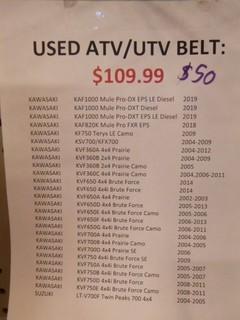 USED ATV/UTV BELT:
$109.99 $50
KAWASAKI KAF1000 Mule Pro-DX EPS LE Diesel 2019
KAWASAKI KAF1000 Mule Pro-DXT Diesel 2019
KAWASAKI KAF1000 Mule Pro-DXT EPS LE Diesel 2019
KAWASAKI KAF820K Mule Pro FXR EPS 2018
KAWASAKI KF750 Teryx LE Camo 2009
KAWASAKI KSV700/KFX700 2004-2009
KAWASAKI KVF360A 4x4 Prairie 2004-2012
KAWASAKI KVF360B 2x4 Prairie 2004-2009
KAWASAKI KVF360B 2x4 Prairie Camo 2005
KAWASAKI KVF360C 4x4 Prairie Camo 2004,2006-2011
KAWASAKI KVF650 4x4 Brute Force 2014
KAWASAKI KVF650 4x4i Brute Force 2014
KAWASAKI KVF650A 4x4 Prairie 2002-2003
KAWASAKI KVF650D 4x4 Brute Force 2005-2013
KAWASAKI KVF650E 4x4 Brute Force Camo 2005-2006
KAWASAKI KVF650F 4x4i Brute Force 2006-2013
KAWASAKI KVF650G 4x4i Brute Force Camo 2006-2011
KAWASAKI KVF700A 4x4 Prairie 2004-2006
KAWASAKI KVF700B 4x4 Prairie Camo 2004-2005
KAWASAKI KVF700D 4x4 Prairie SE 2006
KAWASAKI KVF750 4x4i Brute Force SE 2009
KAWASAKI KVF750A 4x4i Brute Force 2005-2007
KAWASAKI KVF750B 4x4i Brute Force Camo 2005-2007
KAWASAKI KVF750C 4x4i Brute Force 2008-2011
KAWASAKI KVF750D 4x4i Brute Force Camo 2008-2011
KAWASAKI KVF750E 4x4i Brute Force Camo 2008-2011
SUZUKI LT-V700F Twin Peaks 700 4x4 2004-2005